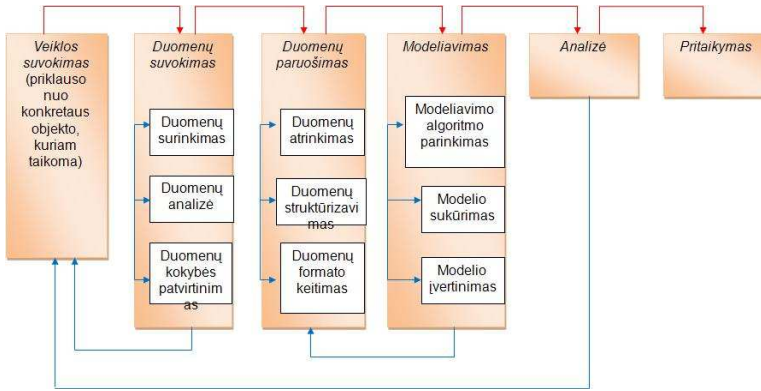 Veiklos
suvokimas
(priklauso
nuo
konkretaus
objekto,
kuriam
taikoma)
Duomenų
suvokimas
Duomenų
surinkimas
Duomenų
analizė
Duomenų
kokybės
patvirtinim
as
Duomenų
paruošimas
Duomenų
atrinkimas
Duomenų
struktūrizavi
mas
Duomenų
formato
keitimas
Modeliavimas
Modeliavimo
algoritmo
parinkimas
Modelio
sukūrimas
Modelio
įvertinimas
Analizė
Pritaikymas